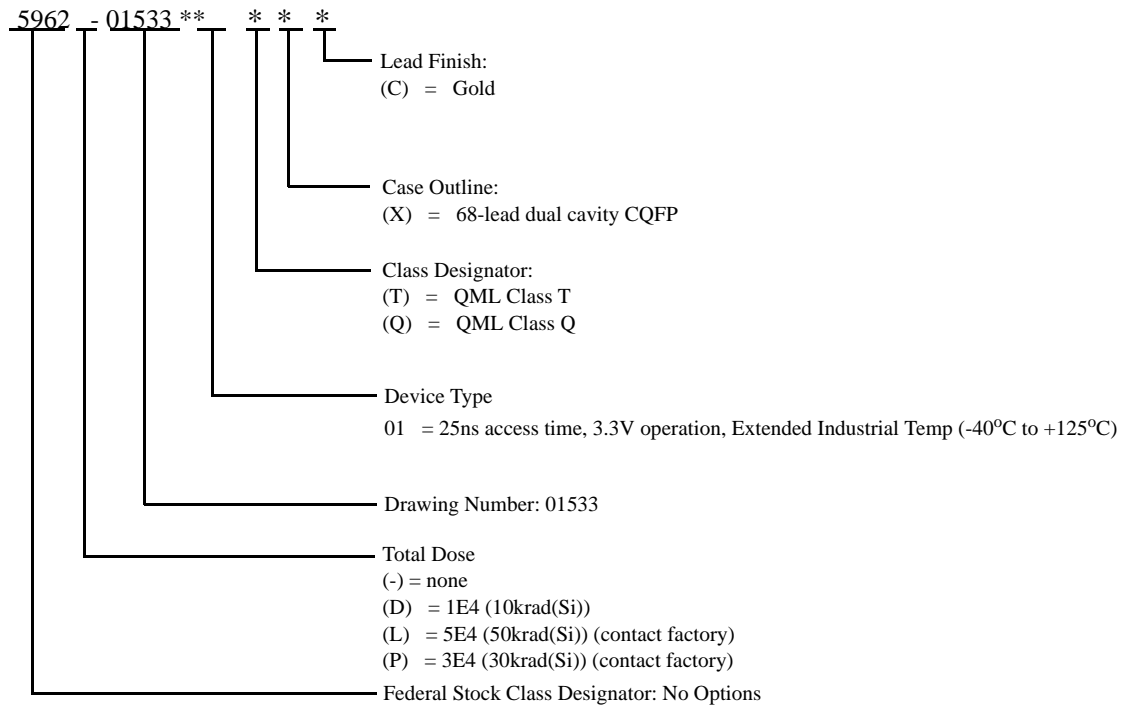 5962 - 01533 ** * * *
Lead Finish:
(C) = Gold
Case Outline:
(X) = 68-lead dual cavity CQFP
Class Designator:
(T) = QML Class T
(Q) = QML Class Q
Device Type
01 = 25ns access time, 3.3V operation, Extended Industrial Temp (-40°C to +125°C)
Drawing Number: 01533
Total Dose
(-) = none
(D) = 1E4 (10krad(Si))
(L) = 5E4 (50krad(Si)) (contact factory)
(P) = 3E4 (30krad(Si)) (contact factory)
Federal Stock Class Designator: No Options